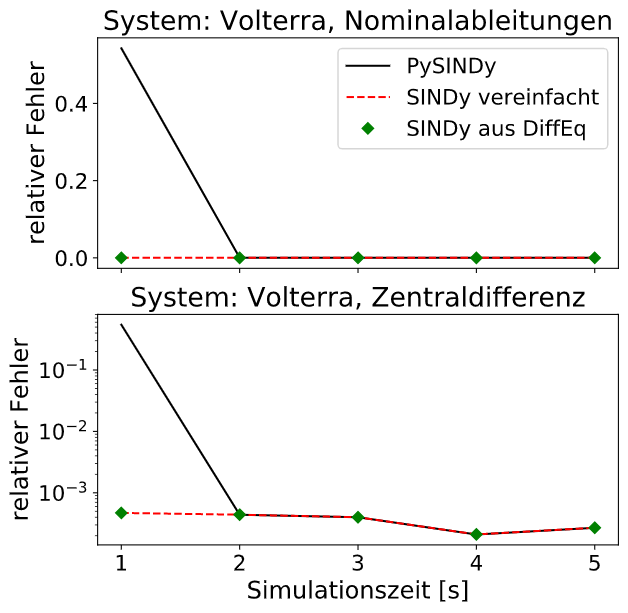 System: Volterra, Nominalableitungen
relativer Fehler
0.4
0.2
0.0
PySINDy
SINDy vereinfacht
SINDy aus DiffEq
System: Volterra, Zentraldifferenz
relativer Fehler
10⁻¹
10⁻²
10⁻³
1 2 3 4 5
Simulationszeit [s]